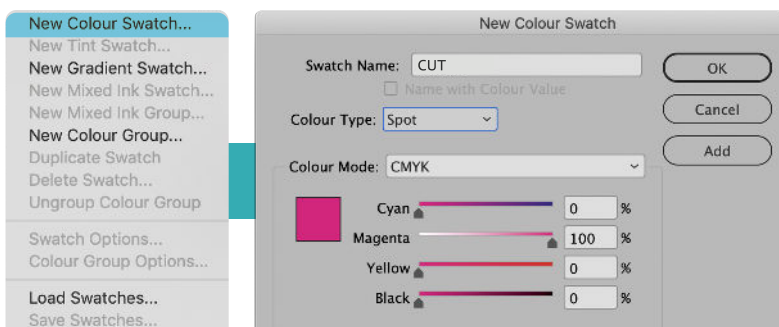 New Colour Swatch...
New Tint Swatch...
New Gradient Swatch...
New Mixed Ink Swatch...
New Mixed Ink Group...
New Colour Group...
Duplicate Swatch
Delete Swatch...
Ungroup Colour Group
Swatch Options...
Colour Group Options...
Load Swatches...
Save Swatches...
New Colour Swatch
Swatch Name: CUT
OK
Name with Colour Value
Colour Type: Spot
Cancel
Colour Mode: CMYK
Add
Cyan 0 %
Magenta 100 %
Yellow 0 %
Black 0 %